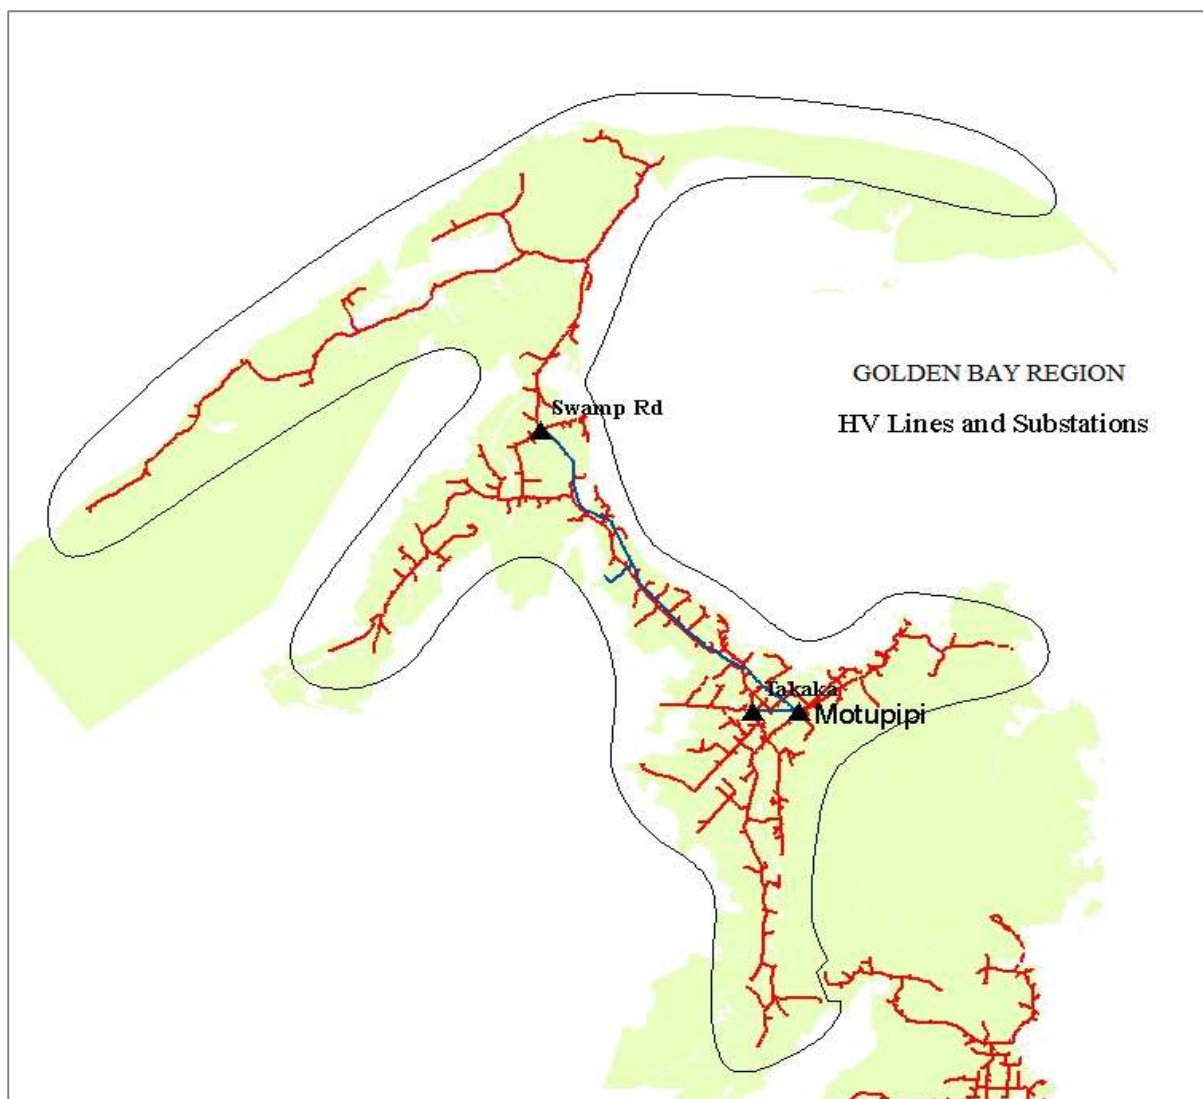 GOLDEN BAY REGION
Swamp Rd
HV Lines and Substations
Takaka
Motupipi